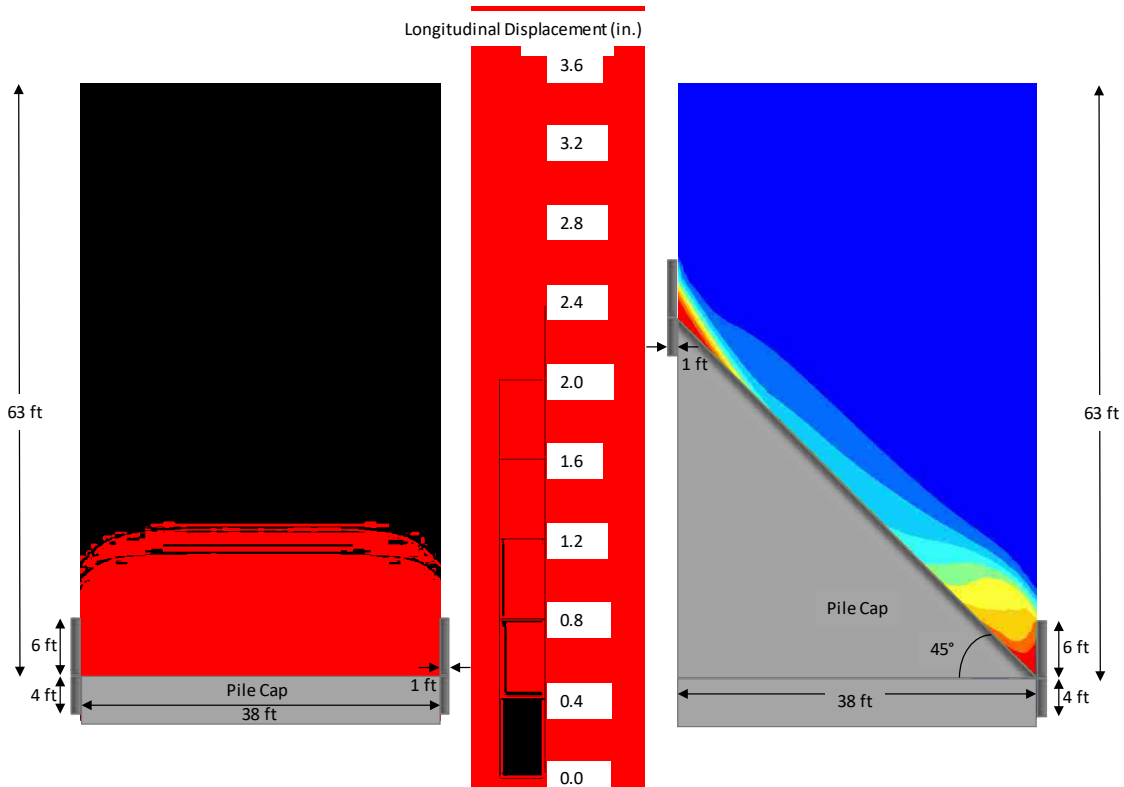 Longitudinal Displacement (in.)
3.6
3.2
2.8
2.4
2.0
1.6
1.2
0.8
0.4
0.0
63 ft
6 ft
4 ft
1 ft
Pile Cap
38 ft
1 ft
63 ft
Pile Cap
45°
6 ft
4 ft
38 ft